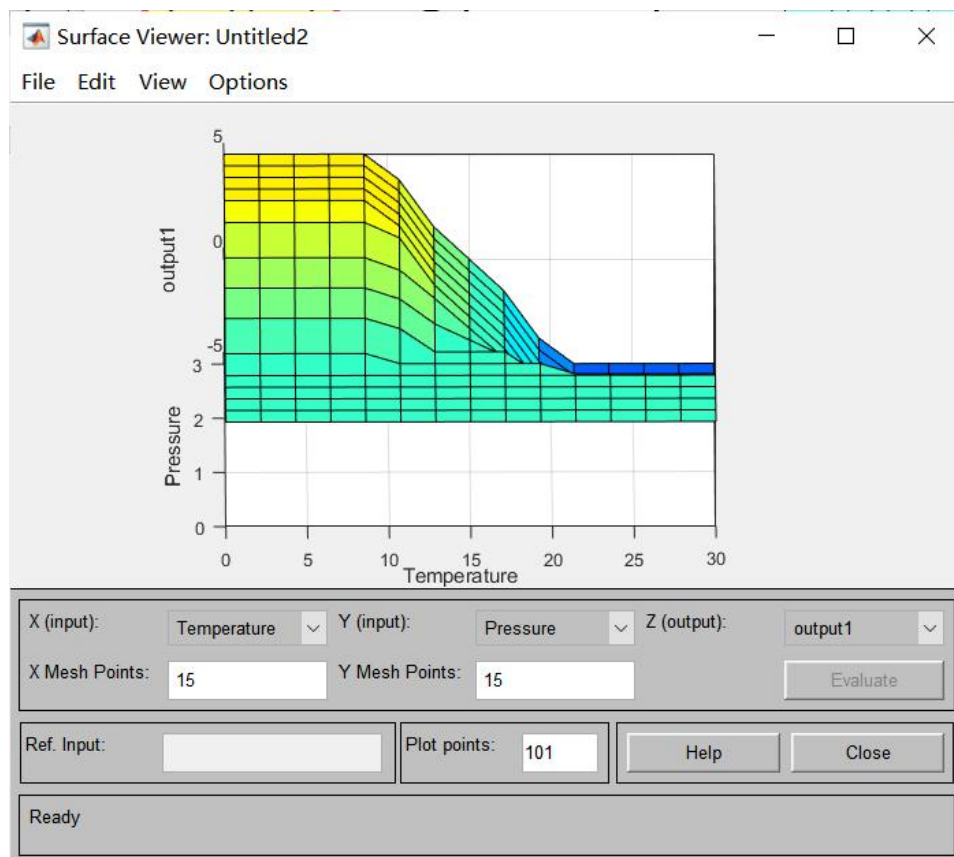 Surface Viewer: Untitled2
File Edit View Options
5
0
-5
output1
3
2
1
0
Pressure
0 5 10 15 20 25 30
Temperature
X (input): Temperature Y (input): Pressure Z (output): output1
X Mesh Points: 15 Y Mesh Points: 15 Evaluate
Ref. Input: Plot points: 101 Help Close
Ready